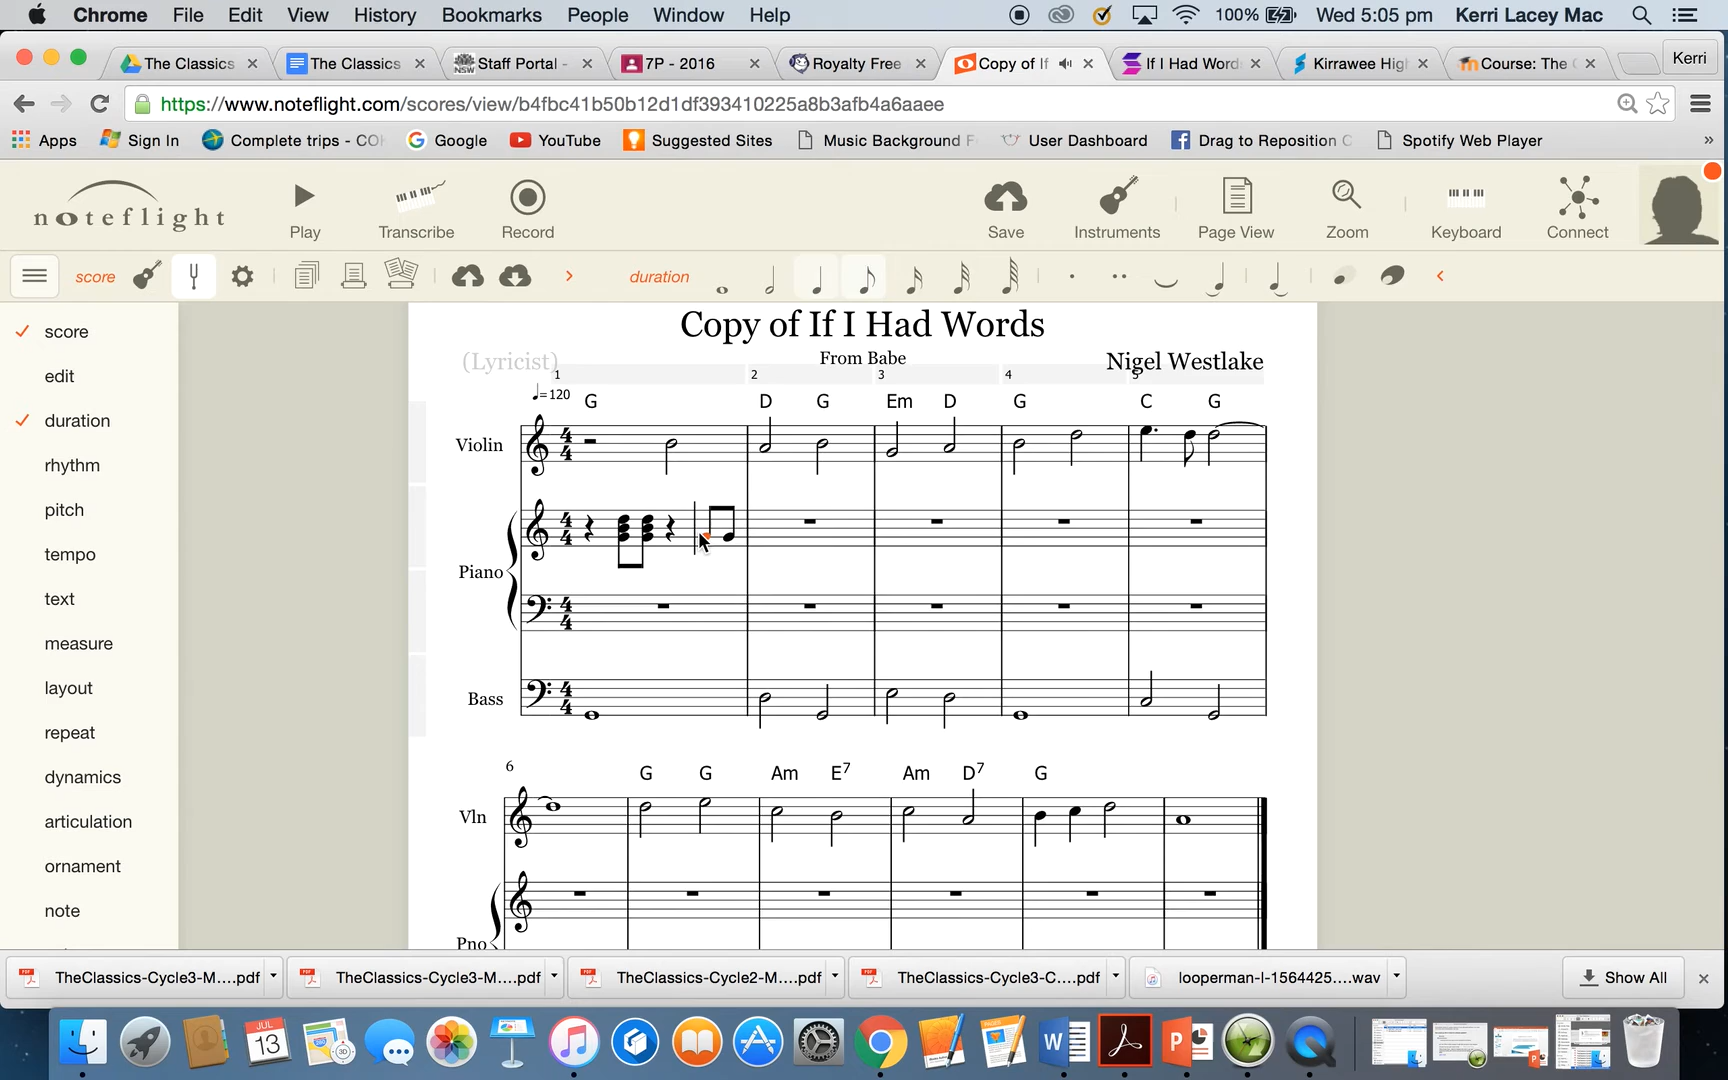 Chrome File Edit View History Bookmarks People Window Help 100% Wed 5:05 pm Kerri Lacey Mac
The Classics The Classics Staff Portal - 7P - 2016 Royalty Free Copy of If If I Had Word Kirrawee Hig Course: The C Kerri
https://www.noteflight.com/scores/view/b4fbc41b50b12d1df393410225a8b3afb4a6aaee
Apps Sign In Complete trips - CO Google YouTube Suggested Sites Music Background F User Dashboard Drag to Reposition C Spotify Web Player »
noteflight Play Transcribe Record Save Instruments Page View Zoom Keyboard Connect
score duration
score
edit
duration
rhythm
pitch
tempo
text
measure
layout
repeat
dynamics
articulation
ornament
note
Copy of If I Had Words
From Babe
(Lyricist) Nigel Westlake
1 2 3 4 5
=120 G D G Em D G C G
Violin
Piano
Bass
6 G G Am E7 Am D7 G
Vln
Pno
TheClassics-Cycle3-M....pdf TheClassics-Cycle3-M....pdf TheClassics-Cycle2-M....pdf TheClassics-Cycle3-C....pdf looperman-l-1564425....wav Show All
JUL
13